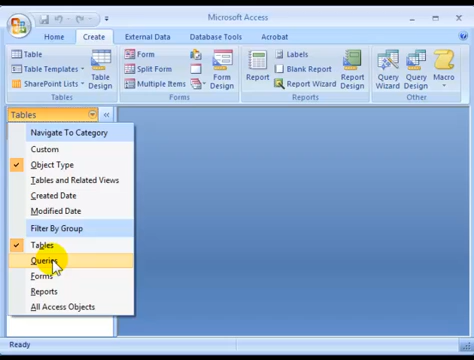 Microsoft Access
Home Create External Data Database Tools Acrobat
Table
Table Templates
SharePoint Lists
Table Design
Tables
Form
Split Form
Multiple Items
Form Design
Forms
Report
Labels
Blank Report
Report Wizard
Report Design
Reports
Query Wizard
Query Design
Macro
Other
Tables
Navigate To Category
Custom
Object Type
Tables and Related Views
Created Date
Modified Date
Filter By Group
Tables
Queries
Forms
Reports
All Access Objects
Ready